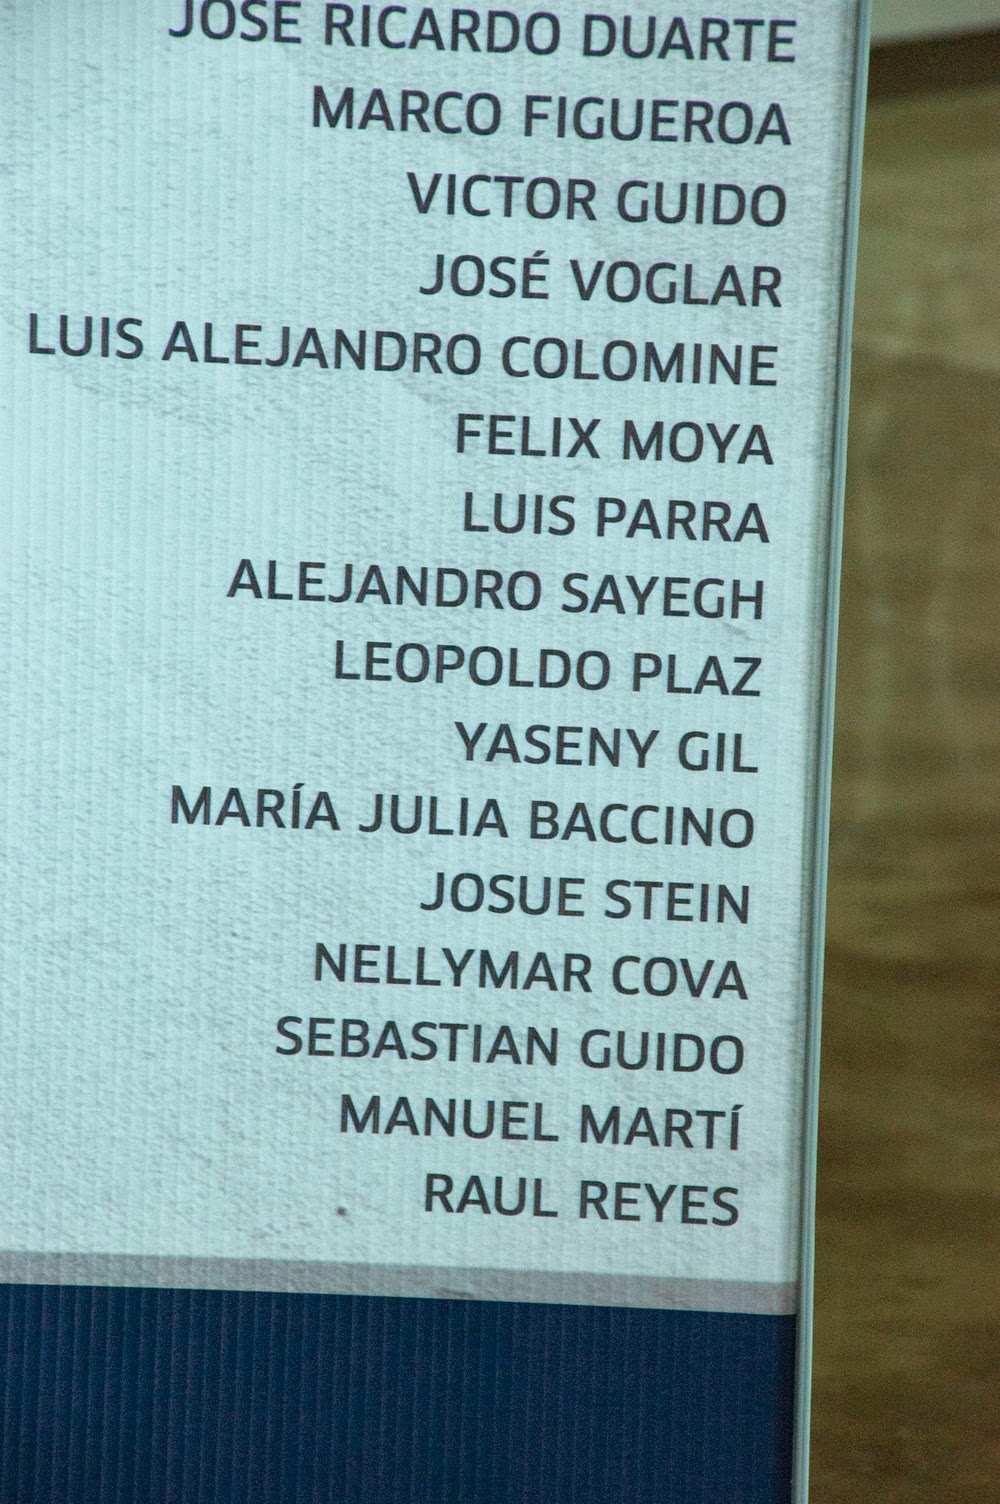 JOSE RICARDO DUARTE
MARCO FIGUEROA
VICTOR GUIDO
JOSÉ VOGLAR
LUIS ALEJANDRO COLOMINE
FELIX MOYA
LUIS PARRA
ALEJANDRO SAYEGH
LEOPOLDO PLAZ
YASENY GIL
MARÍA JULIA BACCINO
JOSUE STEIN
NELLYMAR COVA
SEBASTIAN GUIDO
MANUEL MARTÍ
RAUL REYES